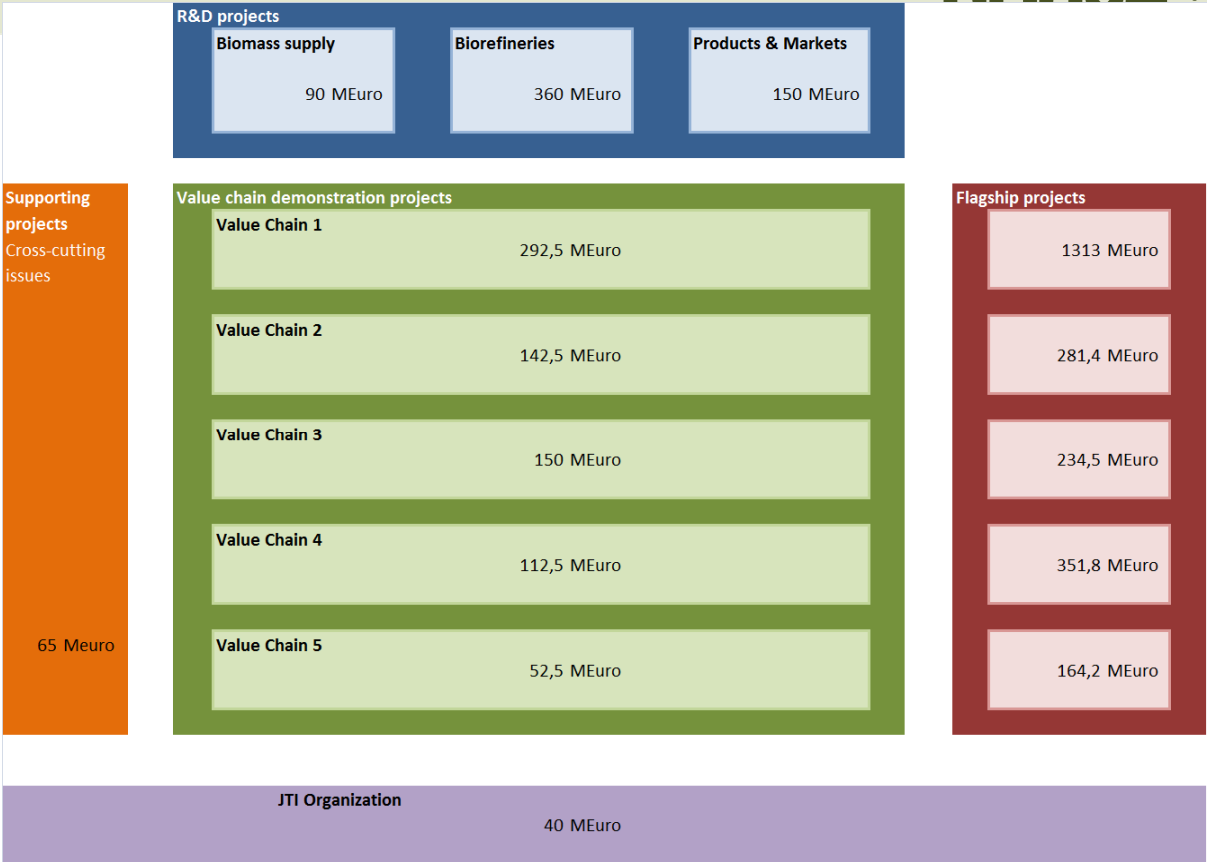 R&D projects
Biomass supply
90 MEuro
Biorefineries
360 MEuro
Products & Markets
150 MEuro
Supporting
projects
Cross-cutting
issues
65 Meuro
Value chain demonstration projects
Value Chain 1
292,5 MEuro
Value Chain 2
142,5 MEuro
Value Chain 3
150 MEuro
Value Chain 4
112,5 MEuro
Value Chain 5
52,5 MEuro
Flagship projects
1313 MEuro
281,4 MEuro
234,5 MEuro
351,8 MEuro
164,2 MEuro
JTI Organization
40 MEuro